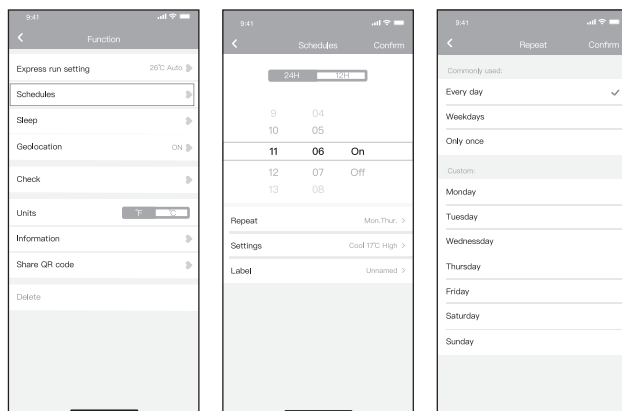 9:41
Function
Express run setting 26°C Auto
Schedules
Sleep
Geolocation ON
Check
Units °F °C
Information
Share QR code
Delete
9:41
Schedules Confirm
24H 12H
9 04
10 05
11 06 On
12 07 Off
13 08
Repeat Mon.Thur. >
Settings Cool 17°C High >
Label Unnamed >
9:41
Repeat Confirm
Commonly used:
Every day
Weekdays
Only once
Custom:
Monday
Tuesday
Wednessday
Thursday
Friday
Saturday
Sunday